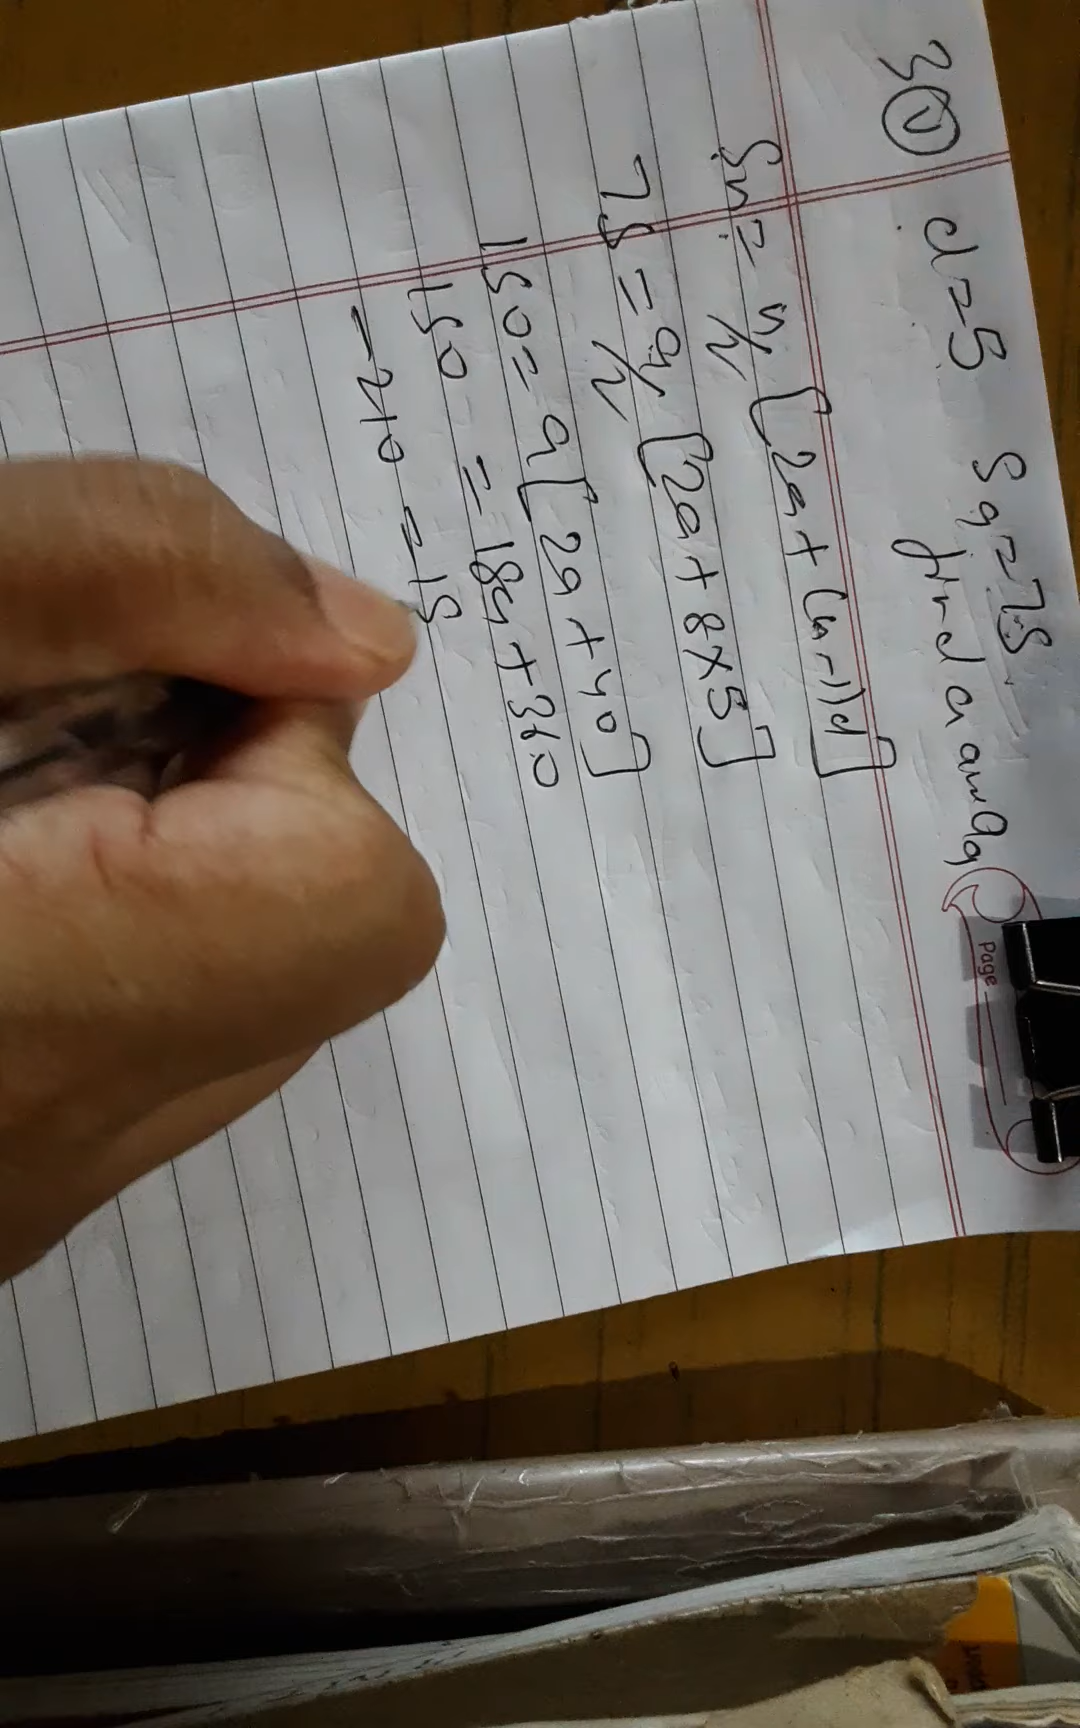 3 (v) d=5 S9=75
find a and a9
Sn = n/2 [2a+(n-1)d]
75 = 9/2 [2a+8×5]
150 = 9[2a+40]
150 = 18a+360
-210 = 18
Page